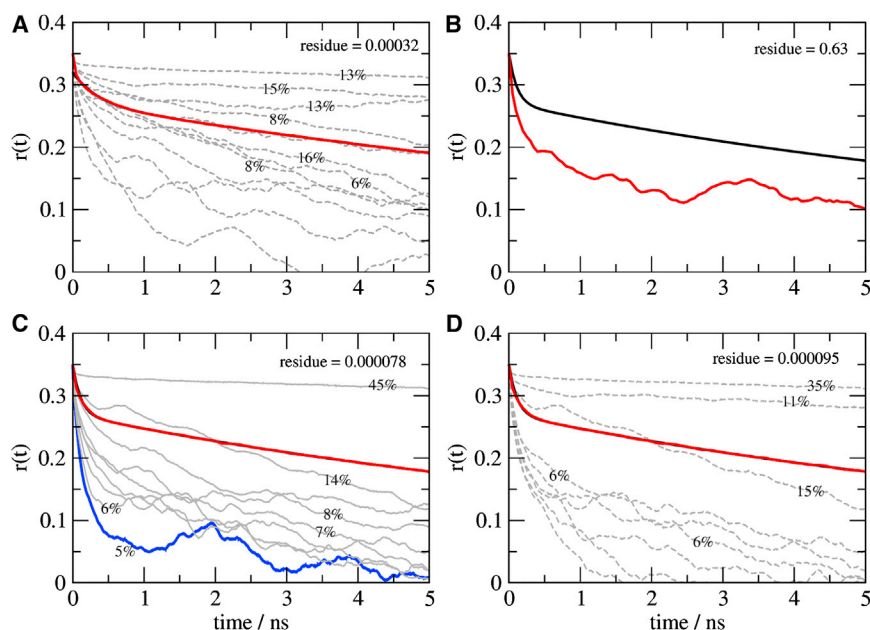 A
residue = 0.00032
0.4
0.3
0.2
0.1
0
r(t)
13%
15%
13%
8%
16%
8%
6%
0 1 2 3 4 5
B
residue = 0.63
0.4
0.3
0.2
0.1
0
r(t)
0 1 2 3 4 5
C
residue = 0.000078
0.4
0.3
0.2
0.1
0
r(t)
45%
14%
8%
7%
6%
5%
0 1 2 3 4 5
time / ns
D
residue = 0.000095
0.4
0.3
0.2
0.1
0
r(t)
35%
11%
15%
6%
6%
0 1 2 3 4 5
time / ns